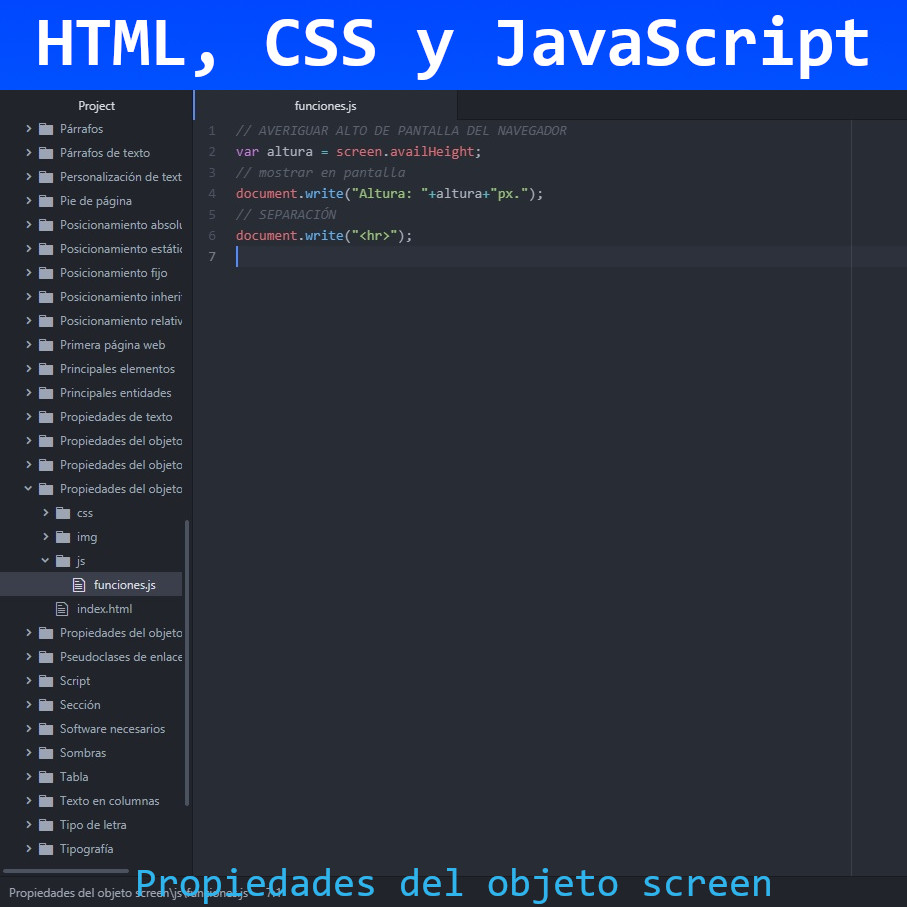 HTML, CSS y JavaScript
Project
Párrafos
Párrafos de texto
Personalización de text
Pie de página
Posicionamiento absolu
Posicionamiento estátic
Posicionamiento fijo
Posicionamiento inheri
Posicionamiento relativ
Primera página web
Principales elementos
Principales entidades
Propiedades de texto
Propiedades del objeto
Propiedades del objeto
Propiedades del objeto
css
img
js
funciones.js
index.html
Propiedades del objeto
Pseudoclases de enlace
Script
Sección
Software necesarios
Sombras
Tabla
Texto en columnas
Tipo de letra
Tipografía
funciones.js
1 // AVERIGUAR ALTO DE PANTALLA DEL NAVEGADOR
2 var altura = screen.availHeight;
3 // mostrar en pantalla
4 document.write("Altura: "+altura+"px.");
5 // SEPARACIÓN
6 document.write("<hr>");
7
Propiedades del objeto screen\js\funciones.js 7:1
Propiedades del objeto screen